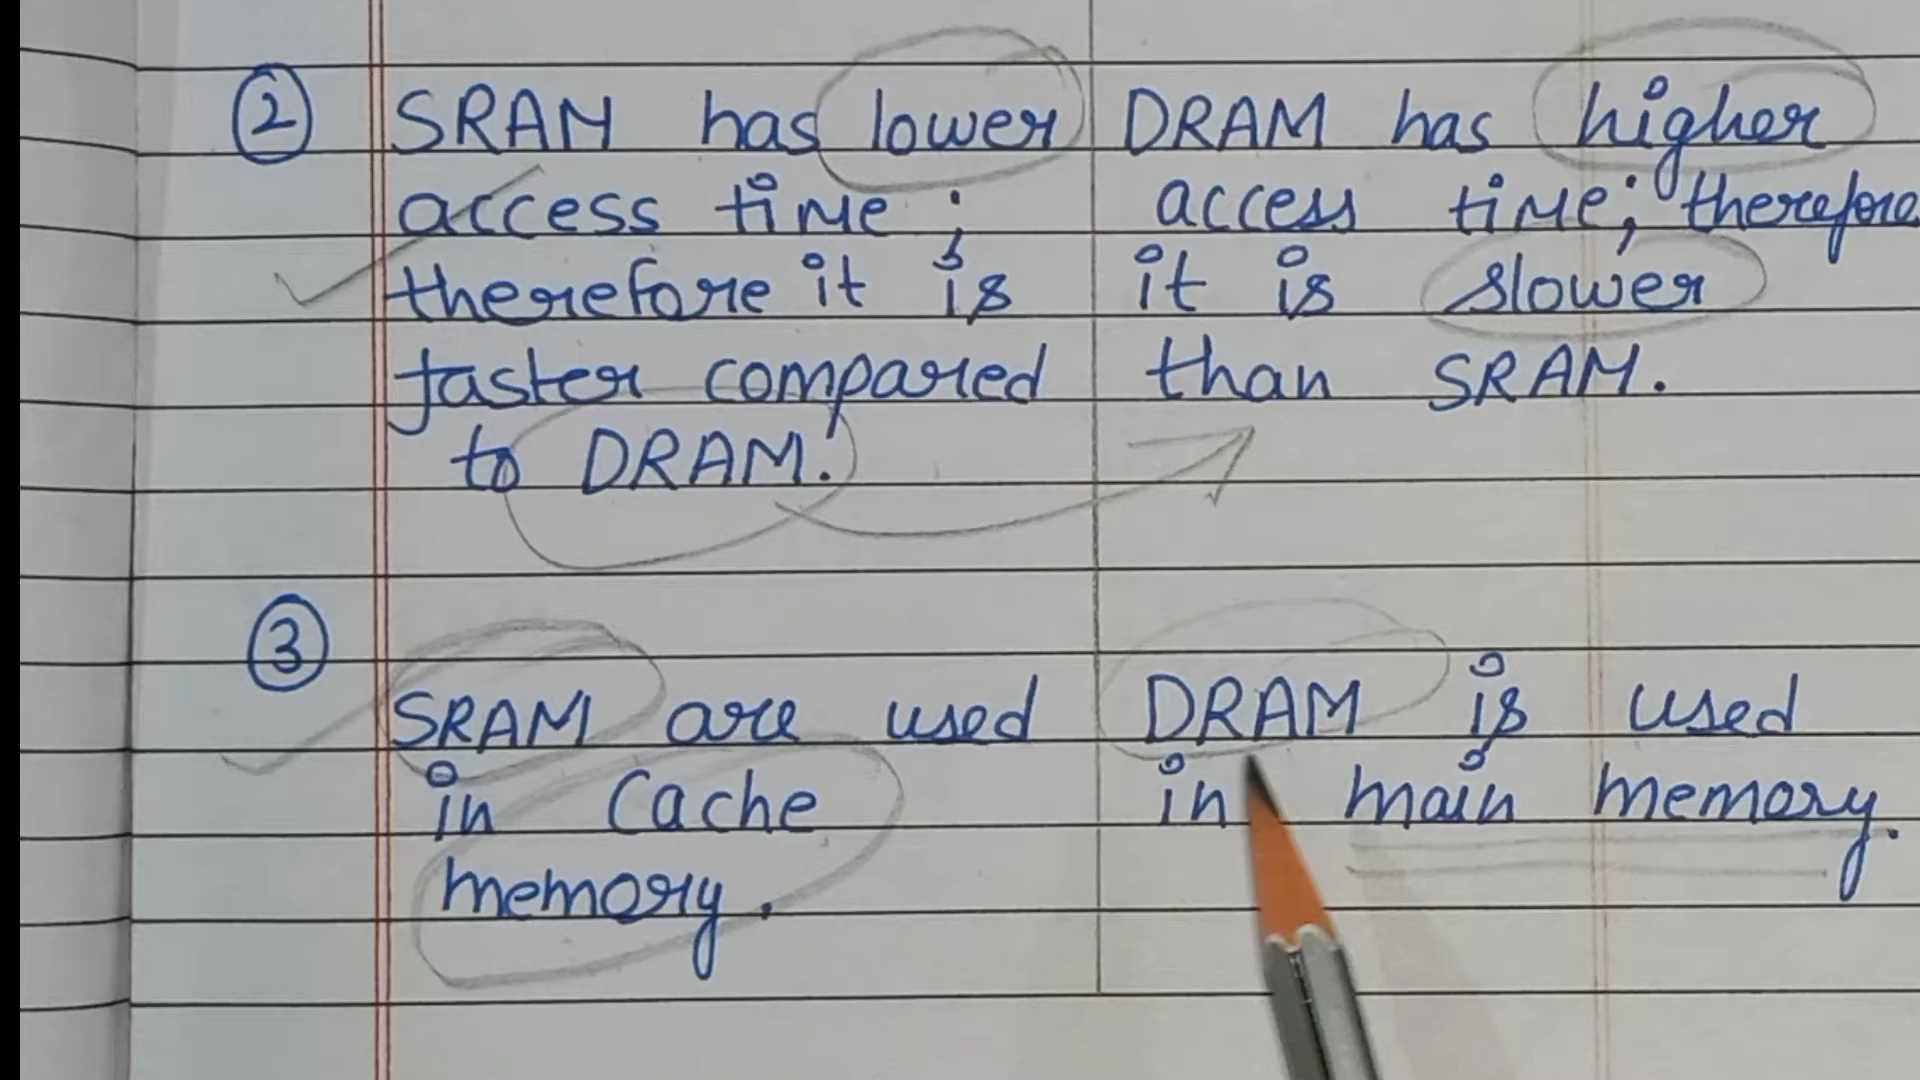 ② SRAM has lower
access time;
therefore it is
faster compared
to DRAM.
DRAM has higher
access time; therefore
it is slower
than SRAM.
③
SRAM are used
in Cache
memory.
DRAM is used
in main memory.